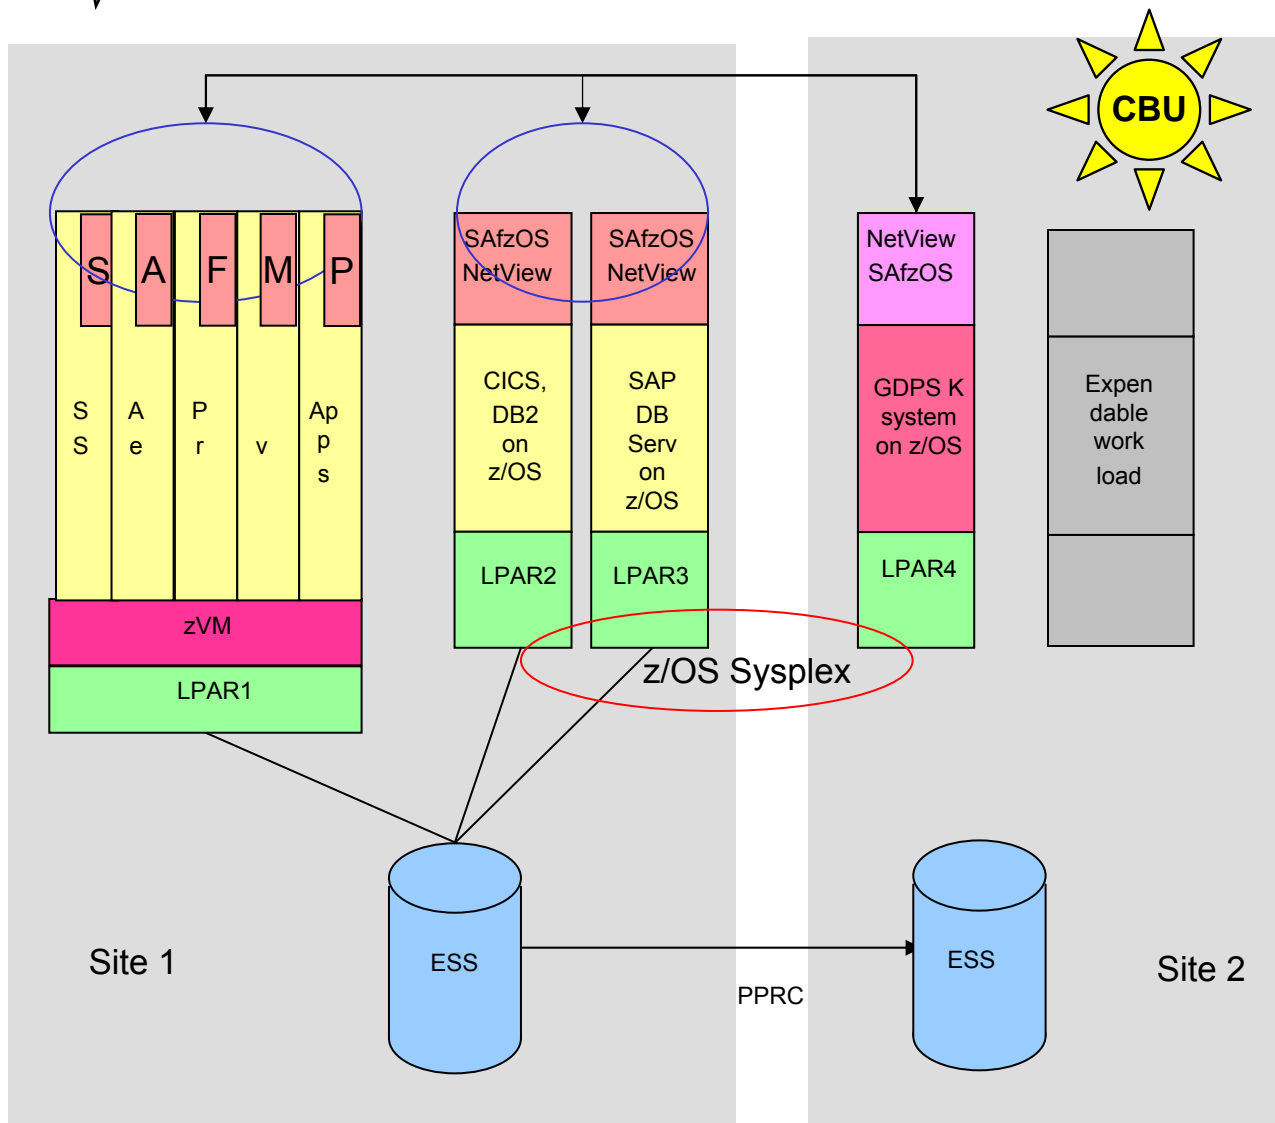 CBU
S A F M P
SAfzOS
NetView
SAfzOS
NetView
NetView
SAfzOS
S A P Ap
S e r v p
s
CICS,
DB2
on
z/OS
SAP
DB
Serv
on
z/OS
GDPS K
system
on z/OS
Expen
dable
work
load
zVM
LPAR1
LPAR2
LPAR3
LPAR4
z/OS Sysplex
ESS
ESS
PPRC
Site 1
Site 2